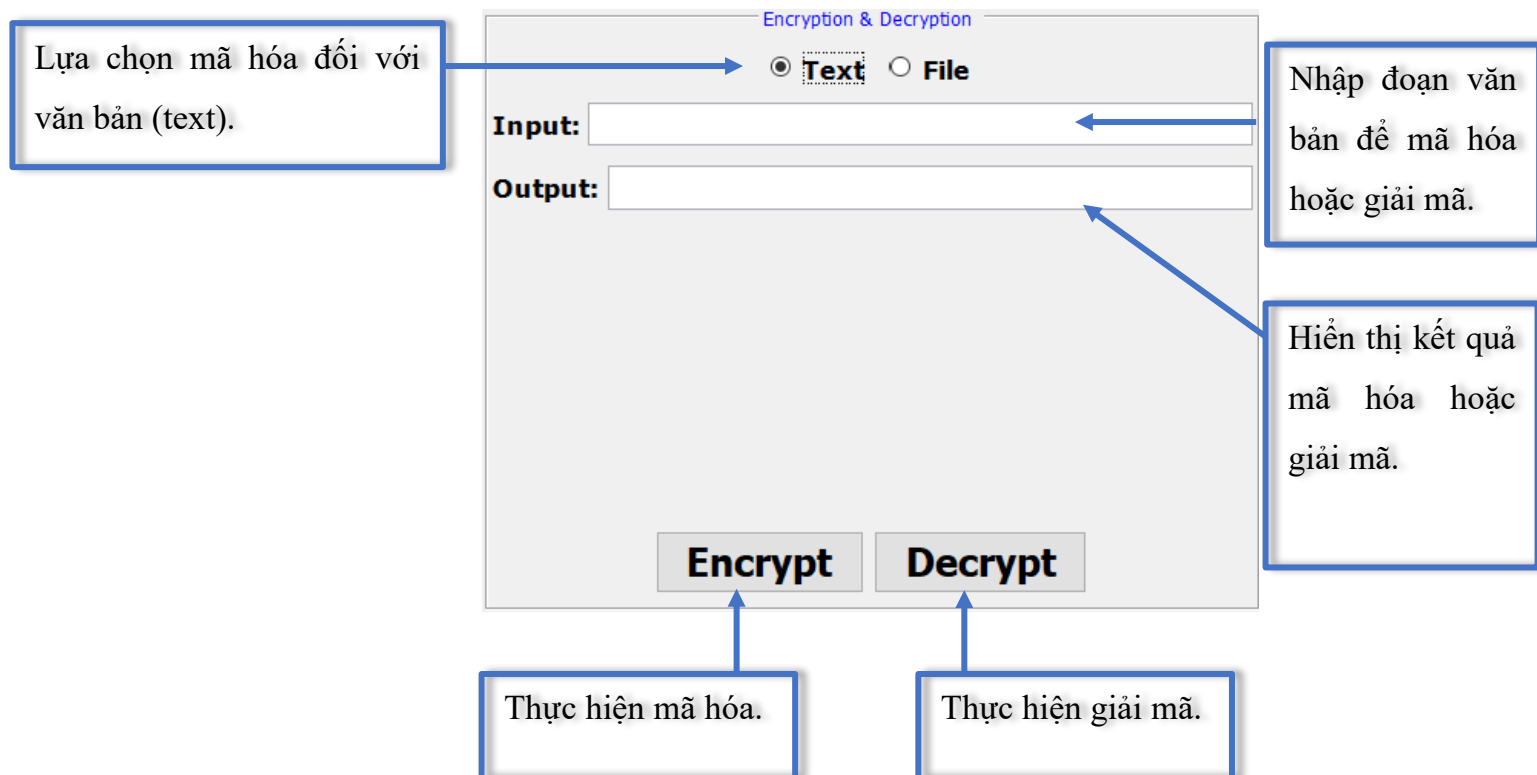 Encryption & Decryption
Lựa chọn mã hóa đối với
văn bản (text).
Text File
Input:
Output:
Nhập đoạn văn
bản để mã hóa
hoặc giải mã.
Hiển thị kết quả
mã hóa hoặc
giải mã.
Encrypt Decrypt
Thực hiện mã hóa.
Thực hiện giải mã.